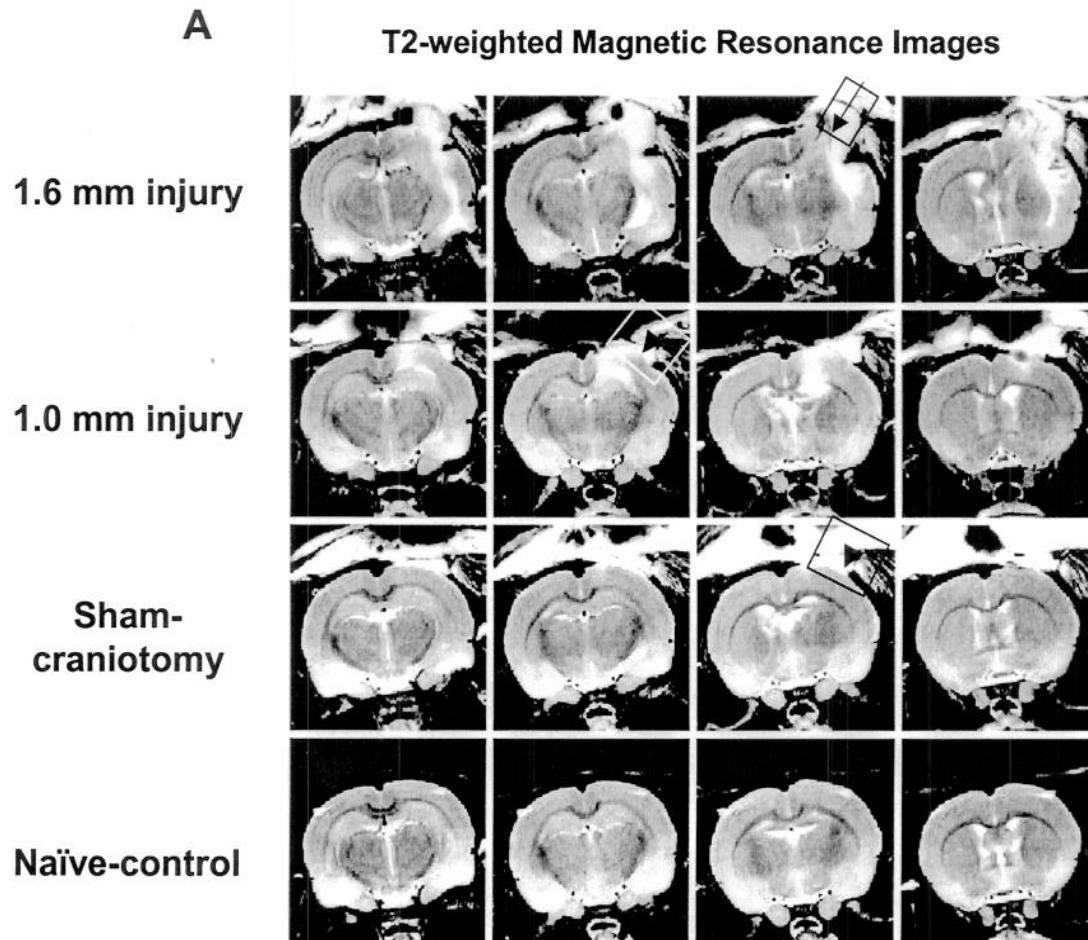 A
T2-weighted Magnetic Resonance Images
1.6 mm injury
1.0 mm injury
Sham-
craniotomy
Naïve-control